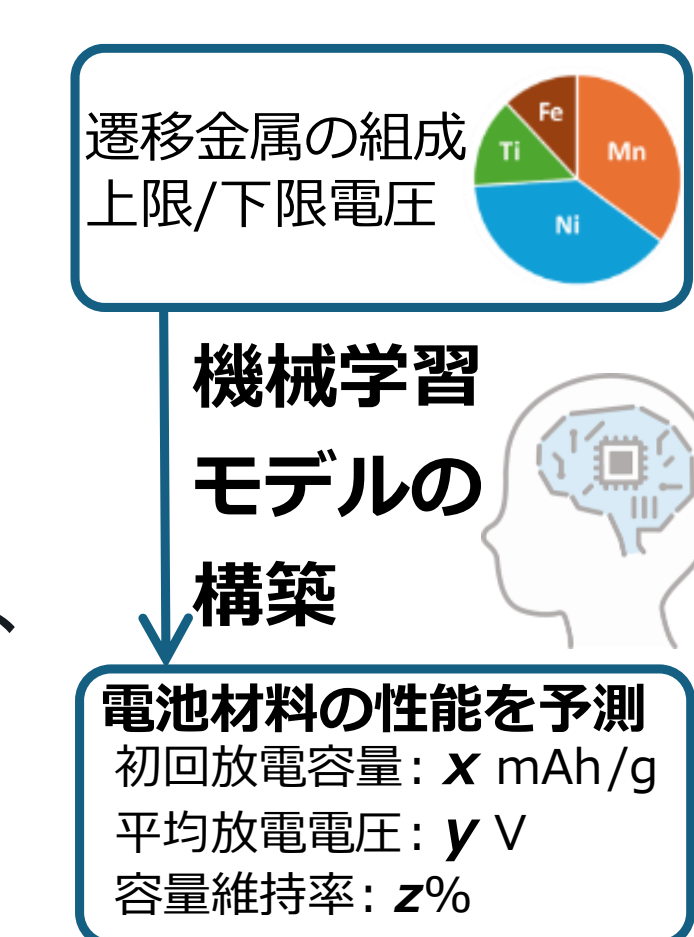 遷移金属の組成
上限/下限電圧
Fe
Ti
Mn
Ni
機械学習
モデルの
構築
電池材料の性能を予測
初回放電容量: x mAh/g
平均放電電圧: y V
容量維持率: z%